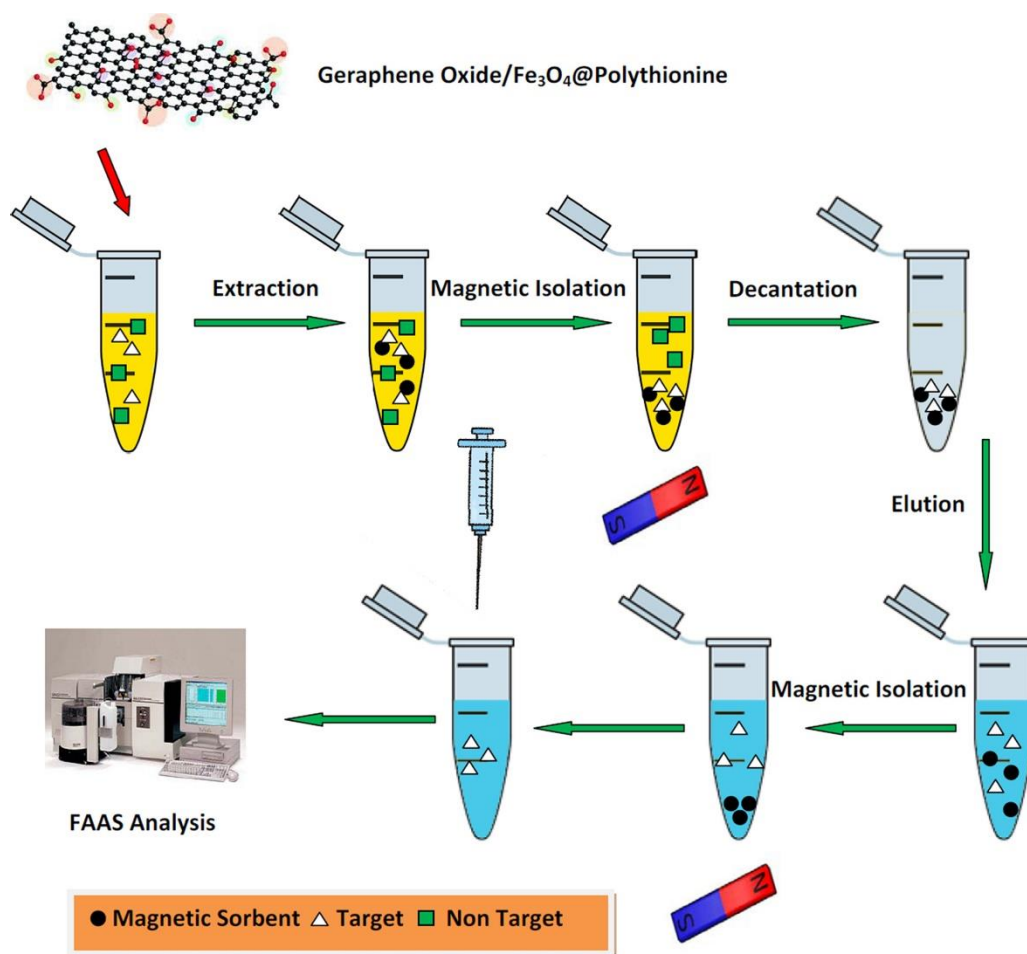 Geraphene Oxide/Fe₃O₄@Polythionine
Extraction
Magnetic Isolation
Decantation
N
S
Elution
Magnetic Isolation
FAAS Analysis
N
S
Magnetic Sorbent
Target
Non Target